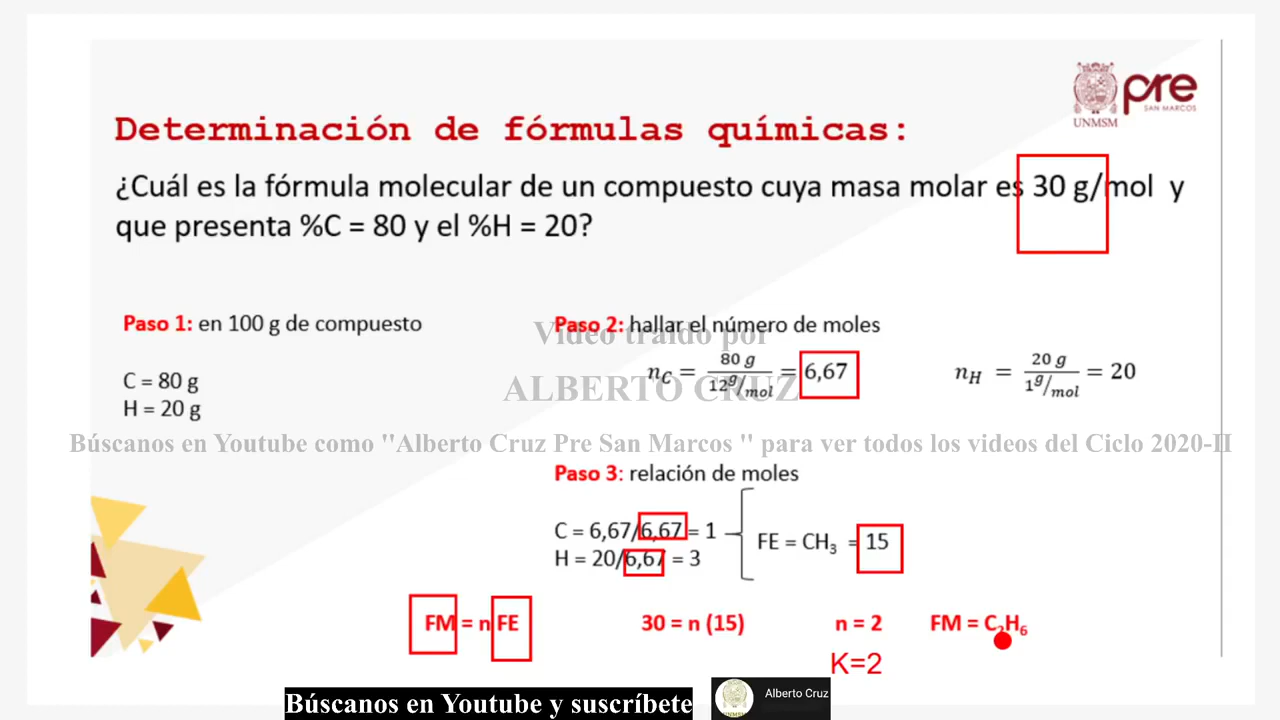 pre
SAN MARCOS
UNMSM
Determinación de fórmulas químicas:
¿Cuál es la fórmula molecular de un compuesto cuya masa molar es 30 g/mol y
que presenta %C = 80 y el %H = 20?
Paso 1: en 100 g de compuesto
C = 80 g
H = 20 g
Video traido por
ALBERTO CRUZ
Búscanos en Youtube como "Alberto Cruz Pre San Marcos " para ver todos los videos del Ciclo 2020-II
Paso 2: hallar el número de moles
n_C = 80 g / 12 g/mol = 6,67
n_H = 20 g / 1 g/mol = 20
Paso 3: relación de moles
C = 6,67/6,67 = 1
H = 20/6,67 = 3
FE = CH₃ = 15
FM = n FE
30 = n (15)
n = 2
FM = C₂H₆
K=2
Búscanos en Youtube y suscríbete
Alberto Cruz
UNMSM